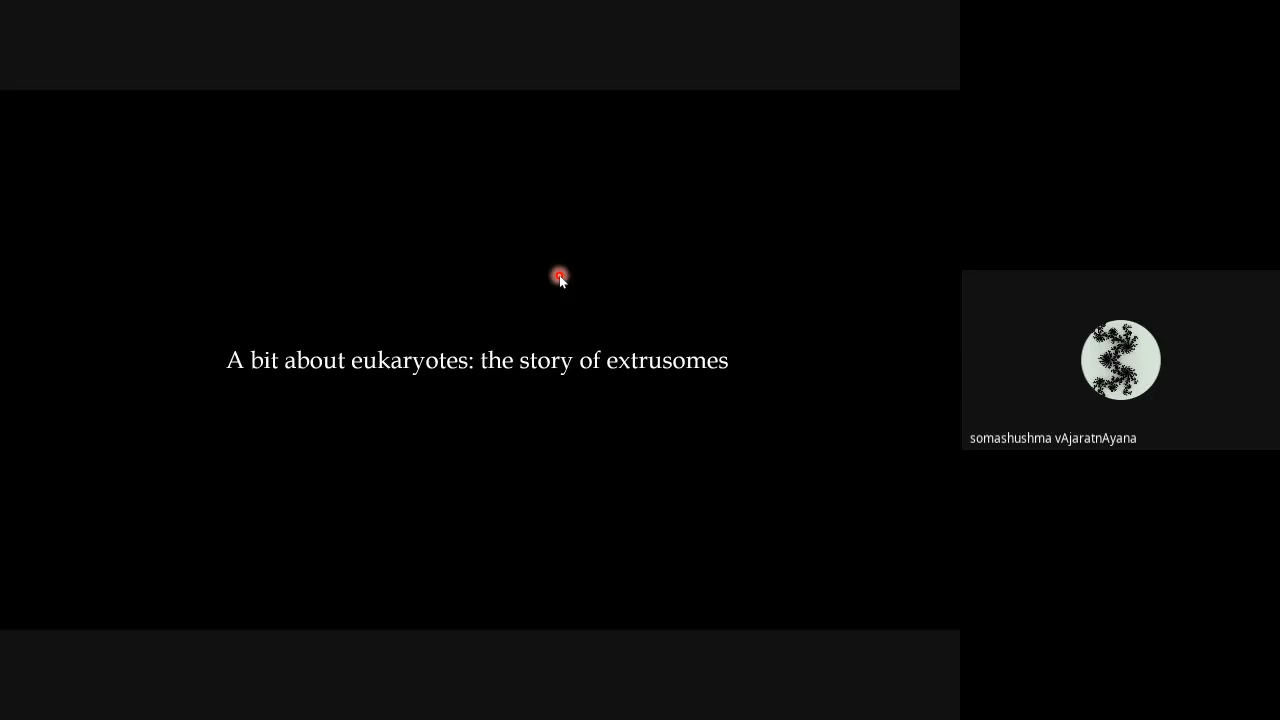 A bit about eukaryotes: the story of extrusomes
somashushma vAjaratnAyana